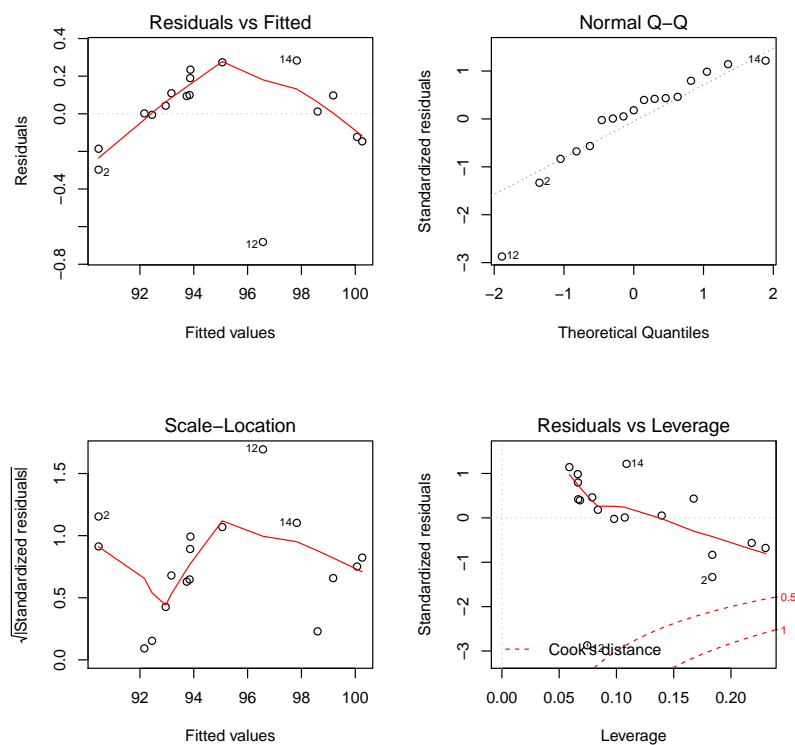 Residuals vs Fitted
Residuals
0.4
0.0
−0.4
−0.8
14
2
12
92 94 96 98 100
Fitted values
Normal Q−Q
Standardized residuals
1
0
−1
−2
−3
14
2
12
−2 −1 0 1 2
Theoretical Quantiles
Scale−Location
√|Standardized residuals|
1.5
1.0
0.5
0.0
12
2
14
92 94 96 98 100
Fitted values
Residuals vs Leverage
Standardized residuals
1
0
−1
−2
−3
14
2
0.5
1
12
Cook's distance
0.00 0.05 0.10 0.15 0.20
Leverage